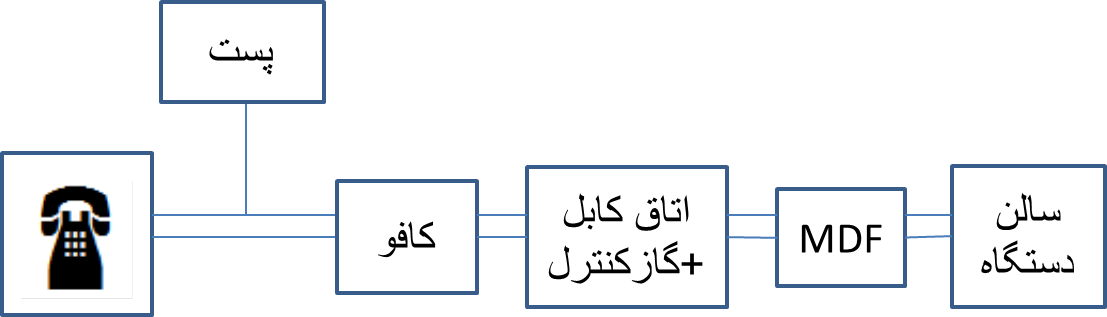 پست
کافو
اتاق کابل
+گازکنترل
MDF
سالن
دستگاه